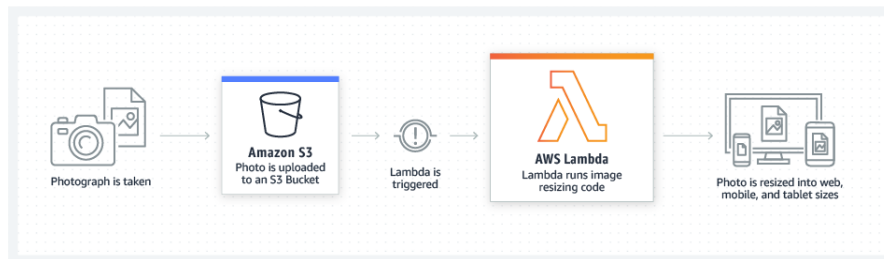 Photograph is taken
Amazon S3
Photo is uploaded
to an S3 Bucket
Lambda is
triggered
AWS Lambda
Lambda runs image
resizing code
Photo is resized into web,
mobile, and tablet sizes